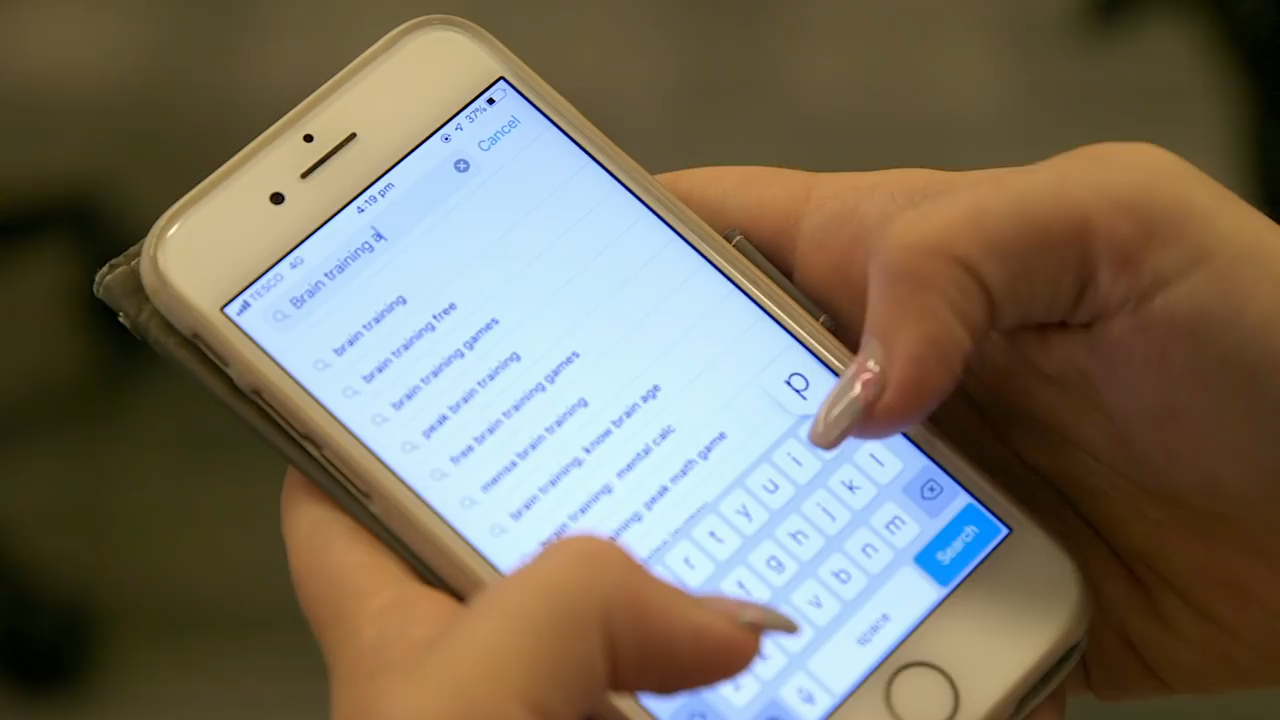 TESCO 4G 4:19 pm 37%
Brain training a
Cancel
brain training
brain training free
brain training games
peak brain training
free brain training games
mensa brain training
brain training, know brain age
brain training: mental calc
training: peak math game
p
r t y u i
f g h j k l
v b n m
space Search